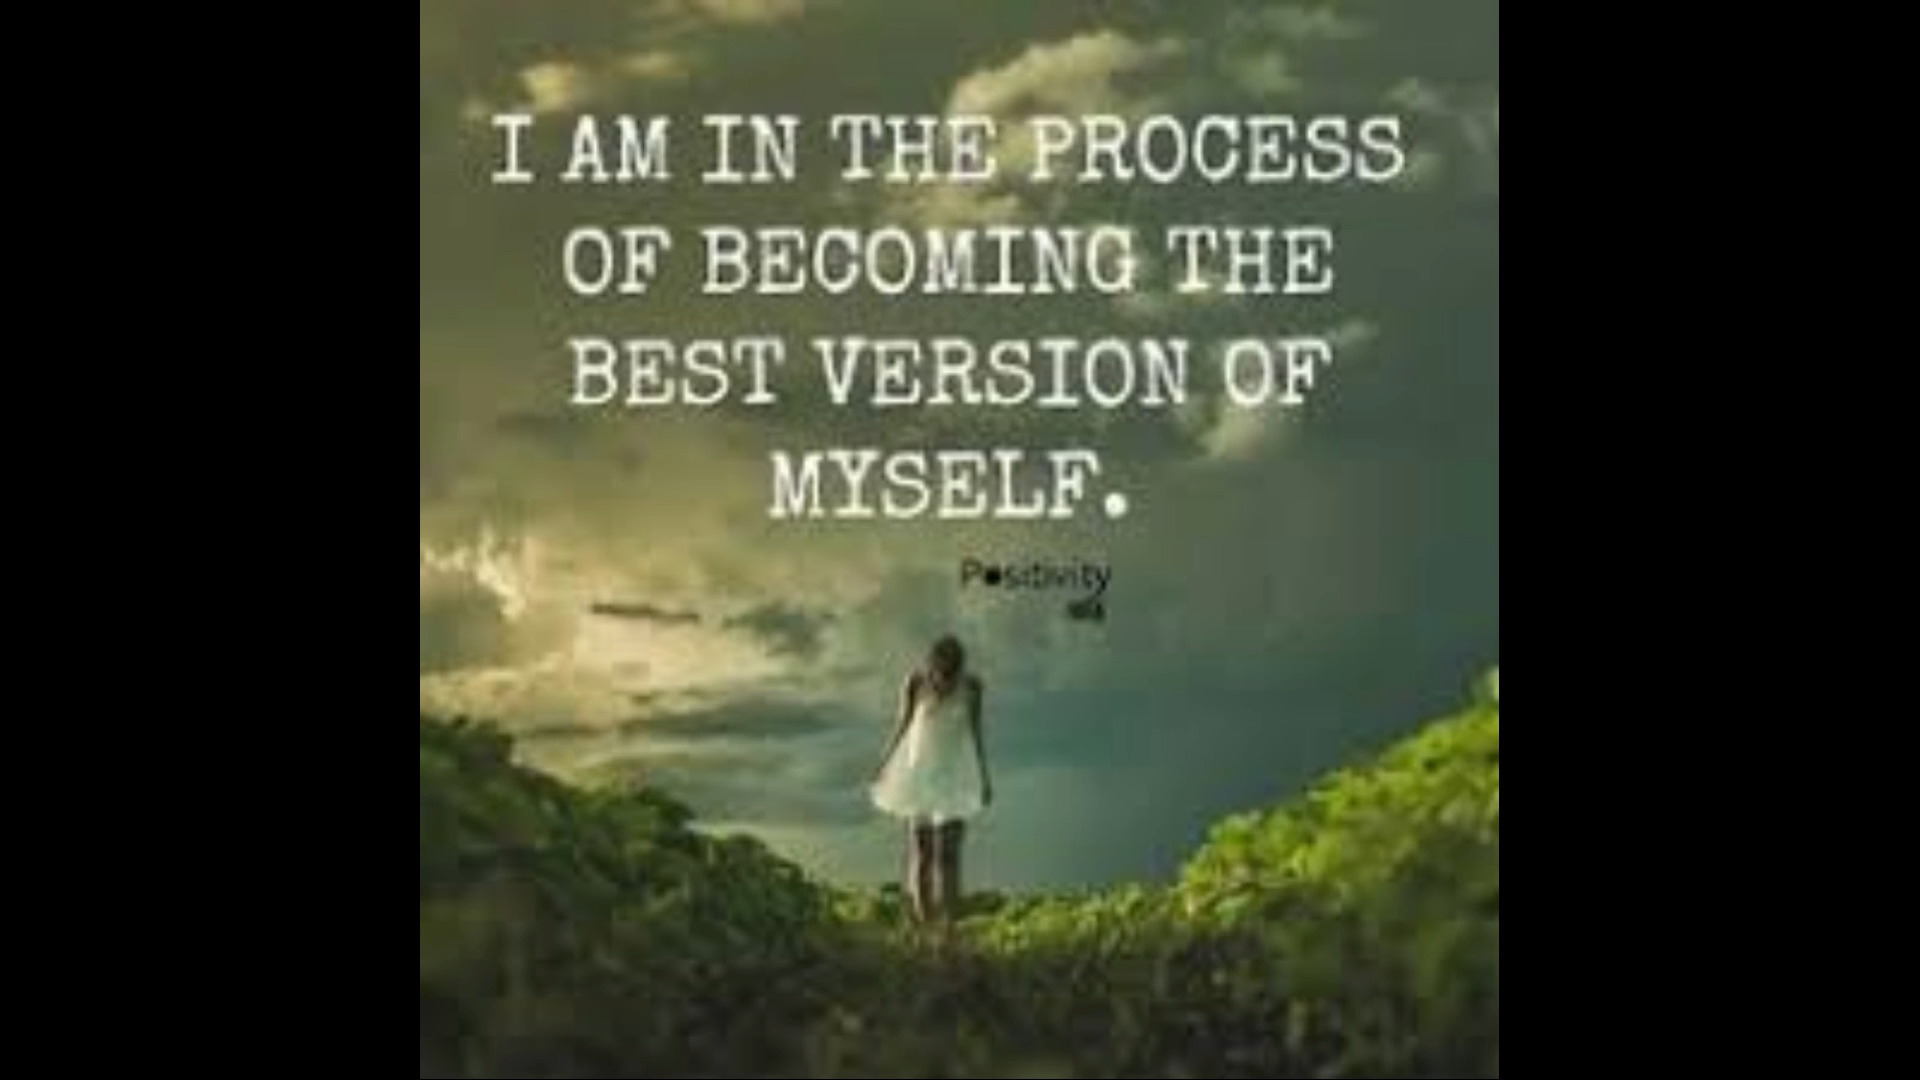 I AM IN THE PROCESS
OF BECOMING THE
BEST VERSION OF
MYSELF.
Positivity